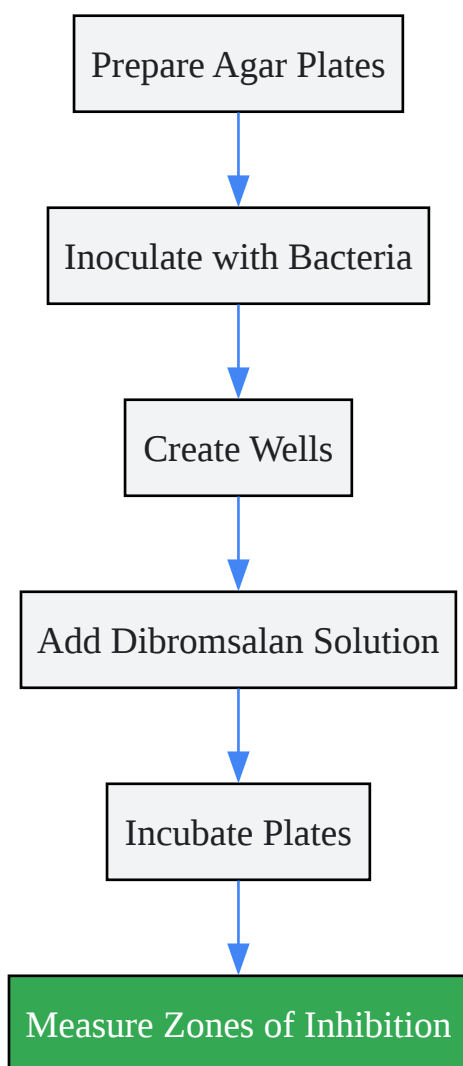 Prepare Agar Plates
Inoculate with Bacteria
Create Wells
Add Dibromsalan Solution
Incubate Plates
Measure Zones of Inhibition